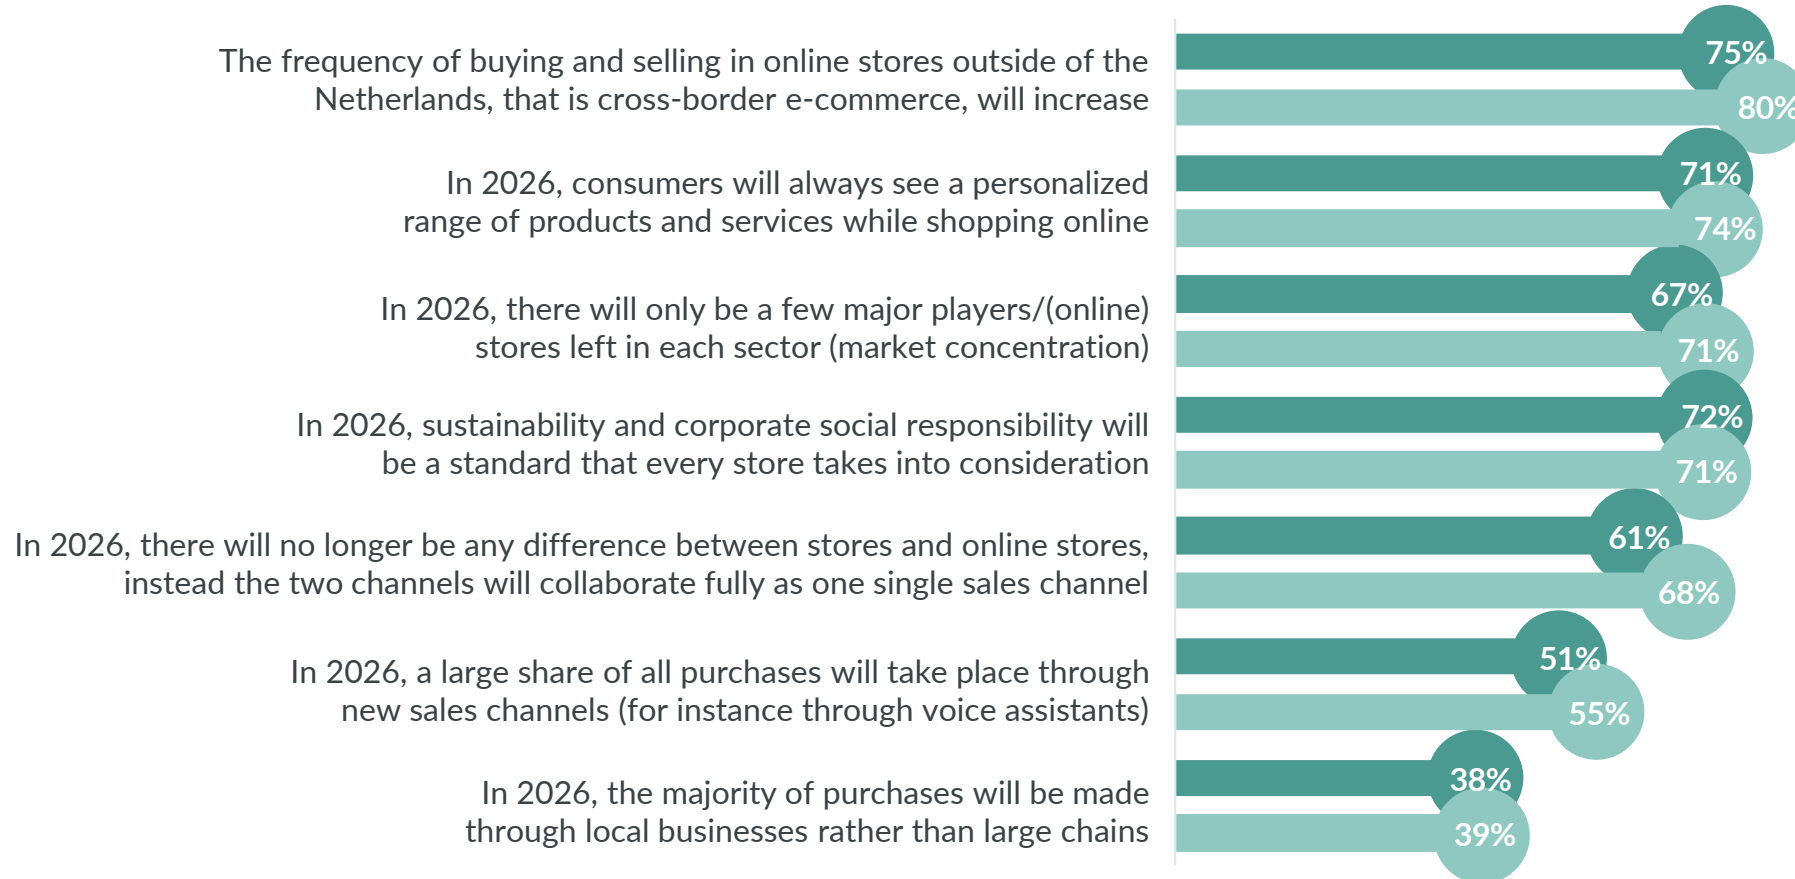 The frequency of buying and selling in online stores outside of the
Netherlands, that is cross-border e-commerce, will increase
75%
80%
In 2026, consumers will always see a personalized
range of products and services while shopping online
71%
74%
In 2026, there will only be a few major players/(online)
stores left in each sector (market concentration)
67%
71%
In 2026, sustainability and corporate social responsibility will
be a standard that every store takes into consideration
72%
71%
In 2026, there will no longer be any difference between stores and online stores,
instead the two channels will collaborate fully as one single sales channel
61%
68%
In 2026, a large share of all purchases will take place through
new sales channels (for instance through voice assistants)
51%
55%
In 2026, the majority of purchases will be made
through local businesses rather than large chains
38%
39%